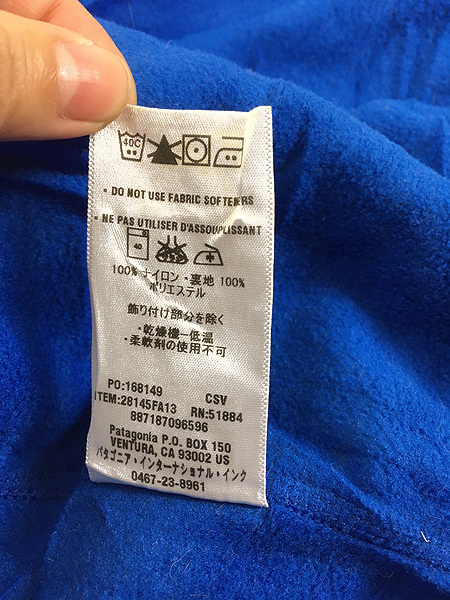 40C
• DO NOT USE FABRIC SOFTENERS
• NE PAS UTILISER D'ASSOUPLISSANT
40
100% ナイロン・裏地 100%
ポリエステル
飾り付け部分を除く
・乾燥機—低温
・柔軟剤の使用不可
PO:168149 CSV
ITEM:28145FA13 RN:51884
887187096596
Patagonia P.O. BOX 150
VENTURA, CA 93002 US
パタゴニア・インターナショナル・インク
0467-23-8961